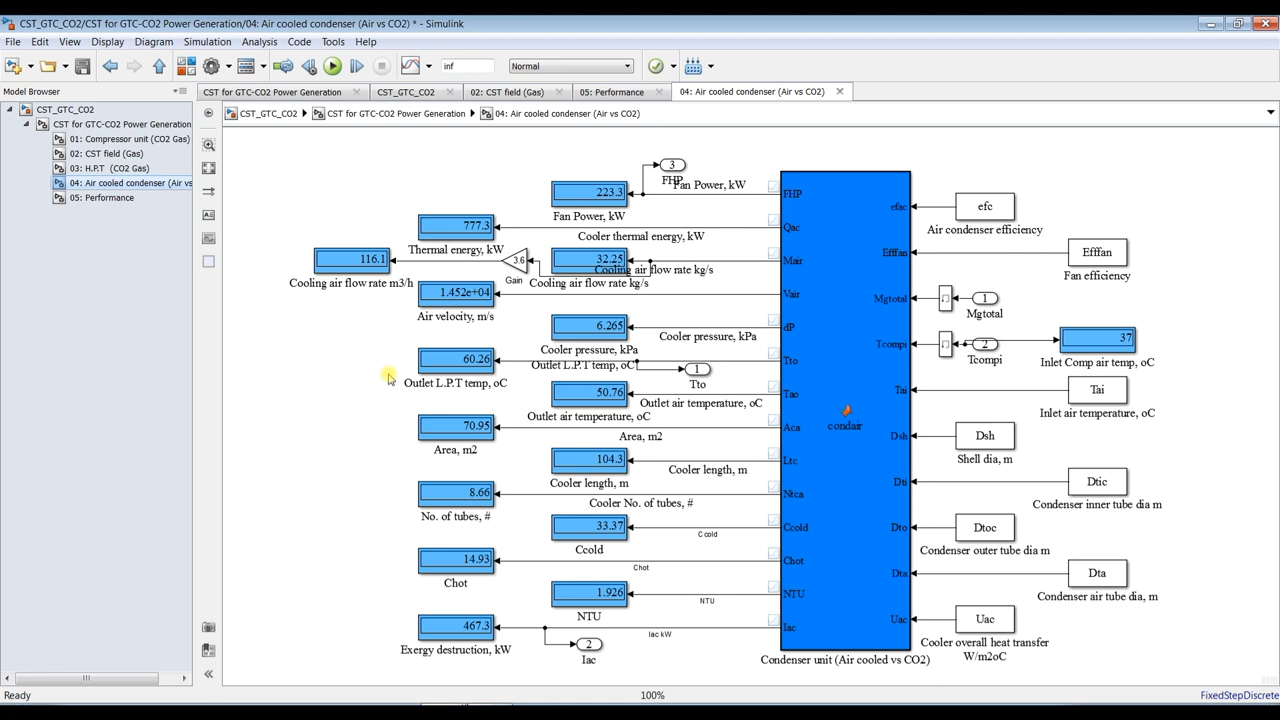 CST_GTC_CO2/CST for GTC-CO2 Power Generation/04: Air cooled condenser (Air vs CO2) * - Simulink
File Edit View Display Diagram Simulation Analysis Code Tools Help
inf Normal
Model Browser
CST for GTC-CO2 Power Generation CST_GTC_CO2 02: CST field (Gas) 05: Performance 04: Air cooled condenser (Air vs CO2)
CST_GTC_CO2 CST for GTC-CO2 Power Generation 04: Air cooled condenser (Air vs CO2)
CST_GTC_CO2
CST for GTC-CO2 Power Generation
01: Compressor unit (CO2 Gas)
02: CST field (Gas)
03: H.P.T (CO2 Gas)
04: Air cooled condenser (Air vs
05: Performance
3
FHP
Fan Power, kW
223.3
Fan Power, kW
FHP
777.3
Thermal energy, kW
Cooler thermal energy, kW
Qac
116.1
Cooling air flow rate m3/h
3.6
Gain
32.25
Cooling air flow rate kg/s
Cooling air flow rate kg/s
Mair
1.452e+04
Air velocity, m/s
Vair
6.265
Cooler pressure, kPa
Cooler pressure, kPa
dP
60.26
Outlet L.P.T temp, oC
Outlet L.P.T temp, oC
1
Tto
Tto
50.76
Outlet air temperature, oC
Outlet air temperature, oC
Tao
70.95
Area, m2
Area, m2
Aca
104.3
Cooler length, m
Cooler length, m
Ltc
8.66
No. of tubes, #
Cooler No. of tubes, #
Ntca
33.37
Ccold
C cold
Ccold
14.93
Chot
Chot
Chot
1.926
NTU
NTU
NTU
467.3
Exergy destruction, kW
2
Iac
Iac kW
Iac
condair
Condenser unit (Air cooled vs CO2)
efac
efc
Air condenser efficiency
Efffan
Efffan
Fan efficiency
Mgtotal
1
Mgtotal
Tcompi
2
Tcompi
37
Inlet Comp air temp, oC
Tai
Tai
Inlet air temperature, oC
Dsh
Dsh
Shell dia, m
Dti
Dtic
Condenser inner tube dia m
Dto
Dtoc
Condenser outer tube dia m
Dta
Dta
Condenser air tube dia, m
Uac
Uac
Cooler overall heat transfer
W/m2oC
Ready 100% FixedStepDiscrete